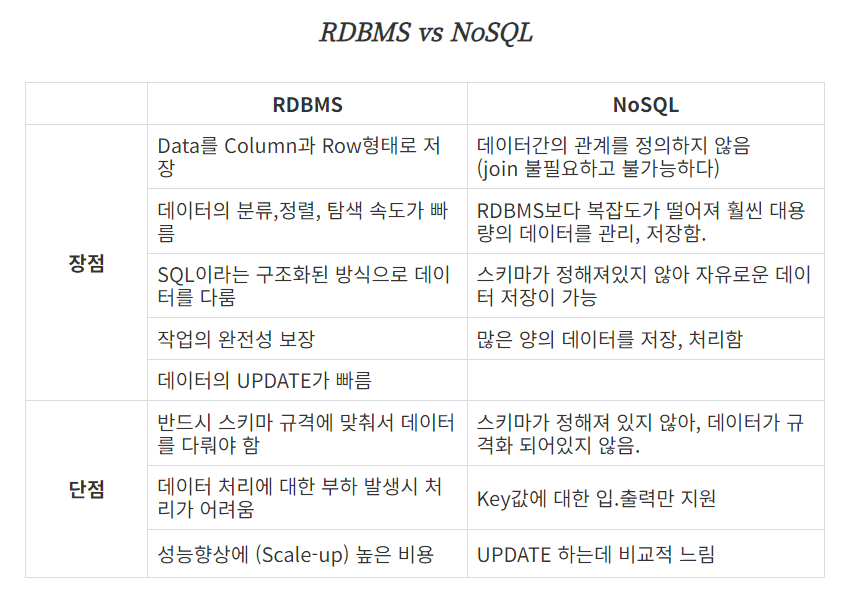 RDBMS vs NoSQL
RDBMS
NoSQL
장점
Data를 Column과 Row형태로 저
장
데이터간의 관계를 정의하지 않음
(join 불필요하고 불가능하다)
데이터의 분류,정렬, 탐색 속도가 빠
름
RDBMS보다 복잡도가 떨어져 훨씬 대용
량의 데이터를 관리, 저장함.
SQL이라는 구조화된 방식으로 데이
터를 다룸
스키마가 정해져있지 않아 자유로운 데이
터 저장이 가능
작업의 완전성 보장
많은 양의 데이터를 저장, 처리함
데이터의 UPDATE가 빠름
단점
반드시 스키마 규격에 맞춰서 데이터
를 다뤄야 함
스키마가 정해져 있지 않아, 데이터가 규
격화 되어있지 않음.
데이터 처리에 대한 부하 발생시 처
리가 어려움
Key값에 대한 입.출력만 지원
성능향상에 (Scale-up) 높은 비용
UPDATE 하는데 비교적 느림